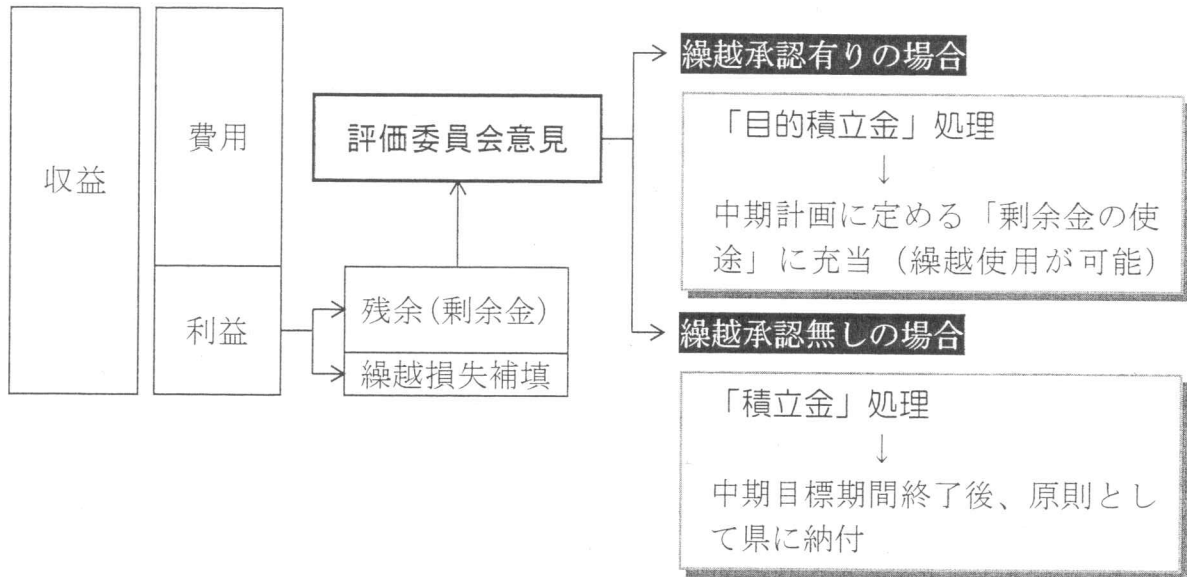 収益
費用
利益
残余(剰余金)
繰越損失補填
評価委員会意見
繰越承認有りの場合
「目的積立金」処理
↓
中期計画に定める「剰余金の使
途」に充当（繰越使用が可能）
繰越承認無しの場合
「積立金」処理
↓
中期目標期間終了後、原則とし
て県に納付